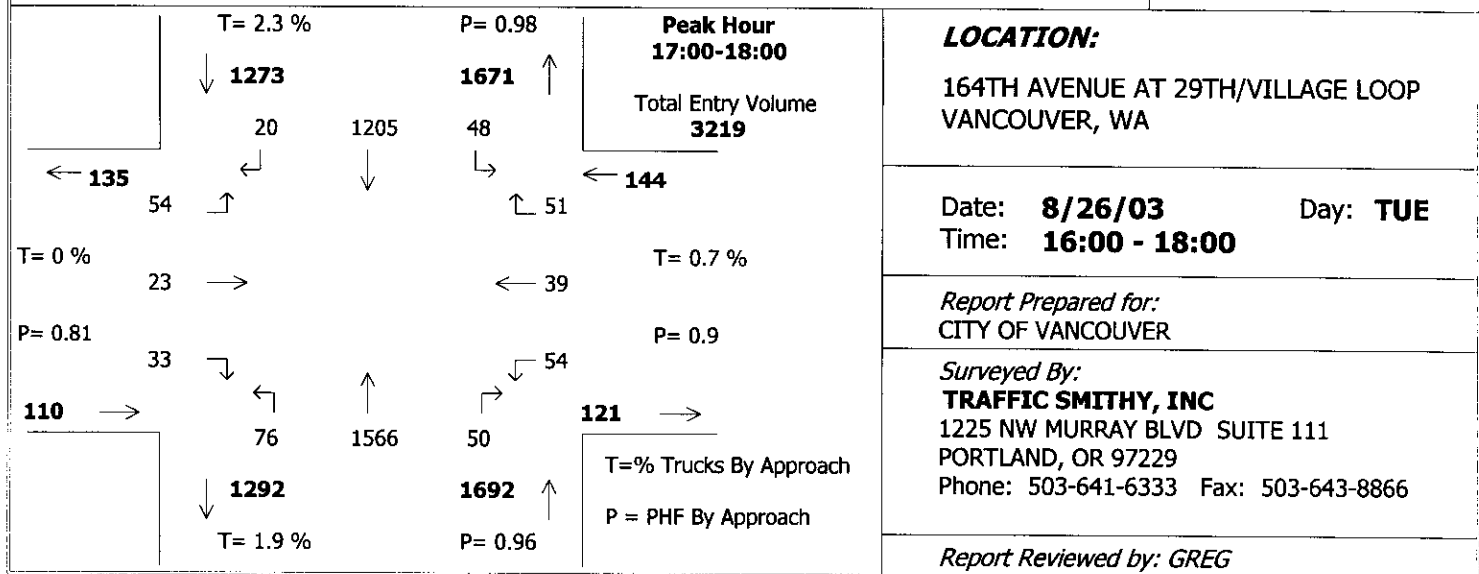 T= 2.3 % P= 0.98
Peak Hour
17:00-18:00
1273 1671
Total Entry Volume
3219
20 1205 48
135 144
54 51
T= 0 % T= 0.7 %
23 39
P= 0.81 P= 0.9
33 54
110 121
76 1566 50
T=% Trucks By Approach
1292 1692
P = PHF By Approach
T= 1.9 % P= 0.96
LOCATION:
164TH AVENUE AT 29TH/VILLAGE LOOP
VANCOUVER, WA
Date: 8/26/03 Day: TUE
Time: 16:00 - 18:00
Report Prepared for:
CITY OF VANCOUVER
Surveyed By:
TRAFFIC SMITHY, INC
1225 NW MURRAY BLVD SUITE 111
PORTLAND, OR 97229
Phone: 503-641-6333 Fax: 503-643-8866
Report Reviewed by: GREG